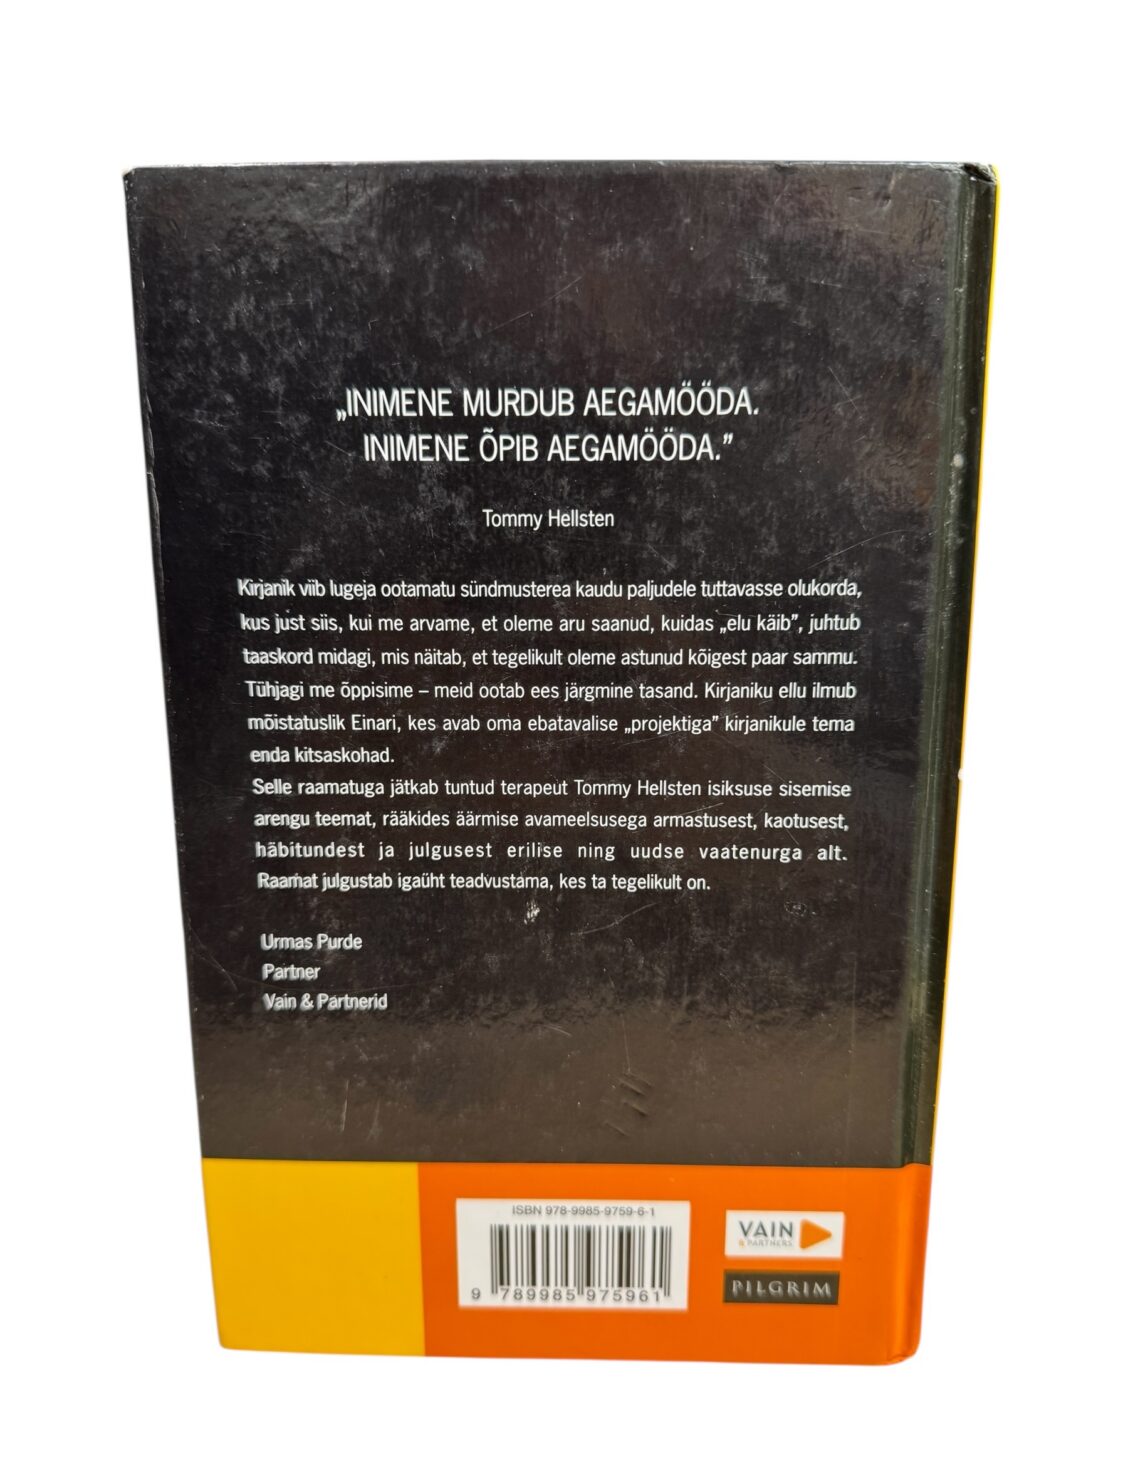 „INIMENE MURDUB AEGAMÖÖDA.
INIMENE ÕPIB AEGAMÖÖDA.”
Tommy Hellsten
Kirjanik viib lugeja ootamatu sündmusterea kaudu paljudele tuttavasse olukorda,
kus just siis, kui me arvame, et oleme aru saanud, kuidas „elu käib”, juhtub
taaskord midagi, mis näitab, et tegelikult oleme astunud kõigest paar sammu.
Tühjagi me õppisime – meid ootab ees järgmine tasand. Kirjaniku ellu ilmub
mõistatuslik Einari, kes avab oma ebatavalise „projektiga” kirjanikule tema
enda kitsaskohad.
Selle raamatuga jätkab tuntud terapeut Tommy Hellsten isiksuse sisemise
arengu teemat, rääkides äärmise avameelsusega armastusest, kaotusest,
häbitundest ja julgusest erilise ning uudse vaatenurga alt.
Raamat julgustab igaüht teadvustama, kes ta tegelikult on.
Urmas Purde
Partner
Vain & Partnerid
ISBN 978-9985-9759-6-1
9 789985 975961
VAIN
& PARTNERS
PILGRIM